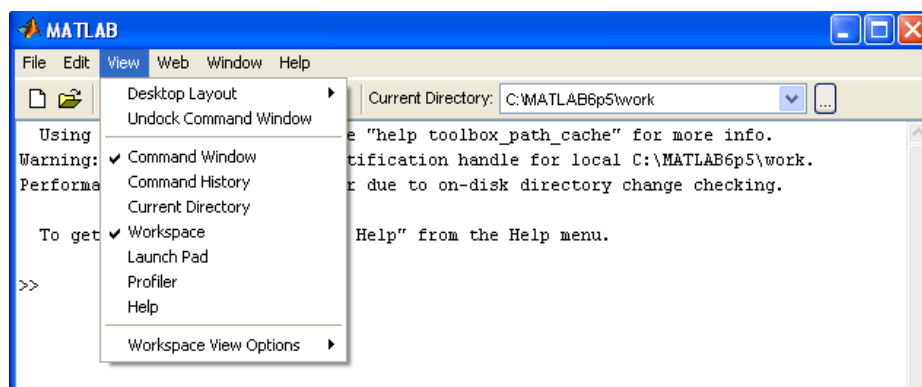 MATLAB
File Edit View Web Window Help
Current Directory: C:\MATLAB6p5\work ...
Desktop Layout
Undock Command Window
Command Window
Command History
Current Directory
Workspace
Launch Pad
Profiler
Help
Workspace View Options
Using e "help toolbox_path_cache" for more info.
Warning: tification handle for local C:\MATLAB6p5\work.
Performa r due to on-disk directory change checking.
To get Help" from the Help menu.
>>